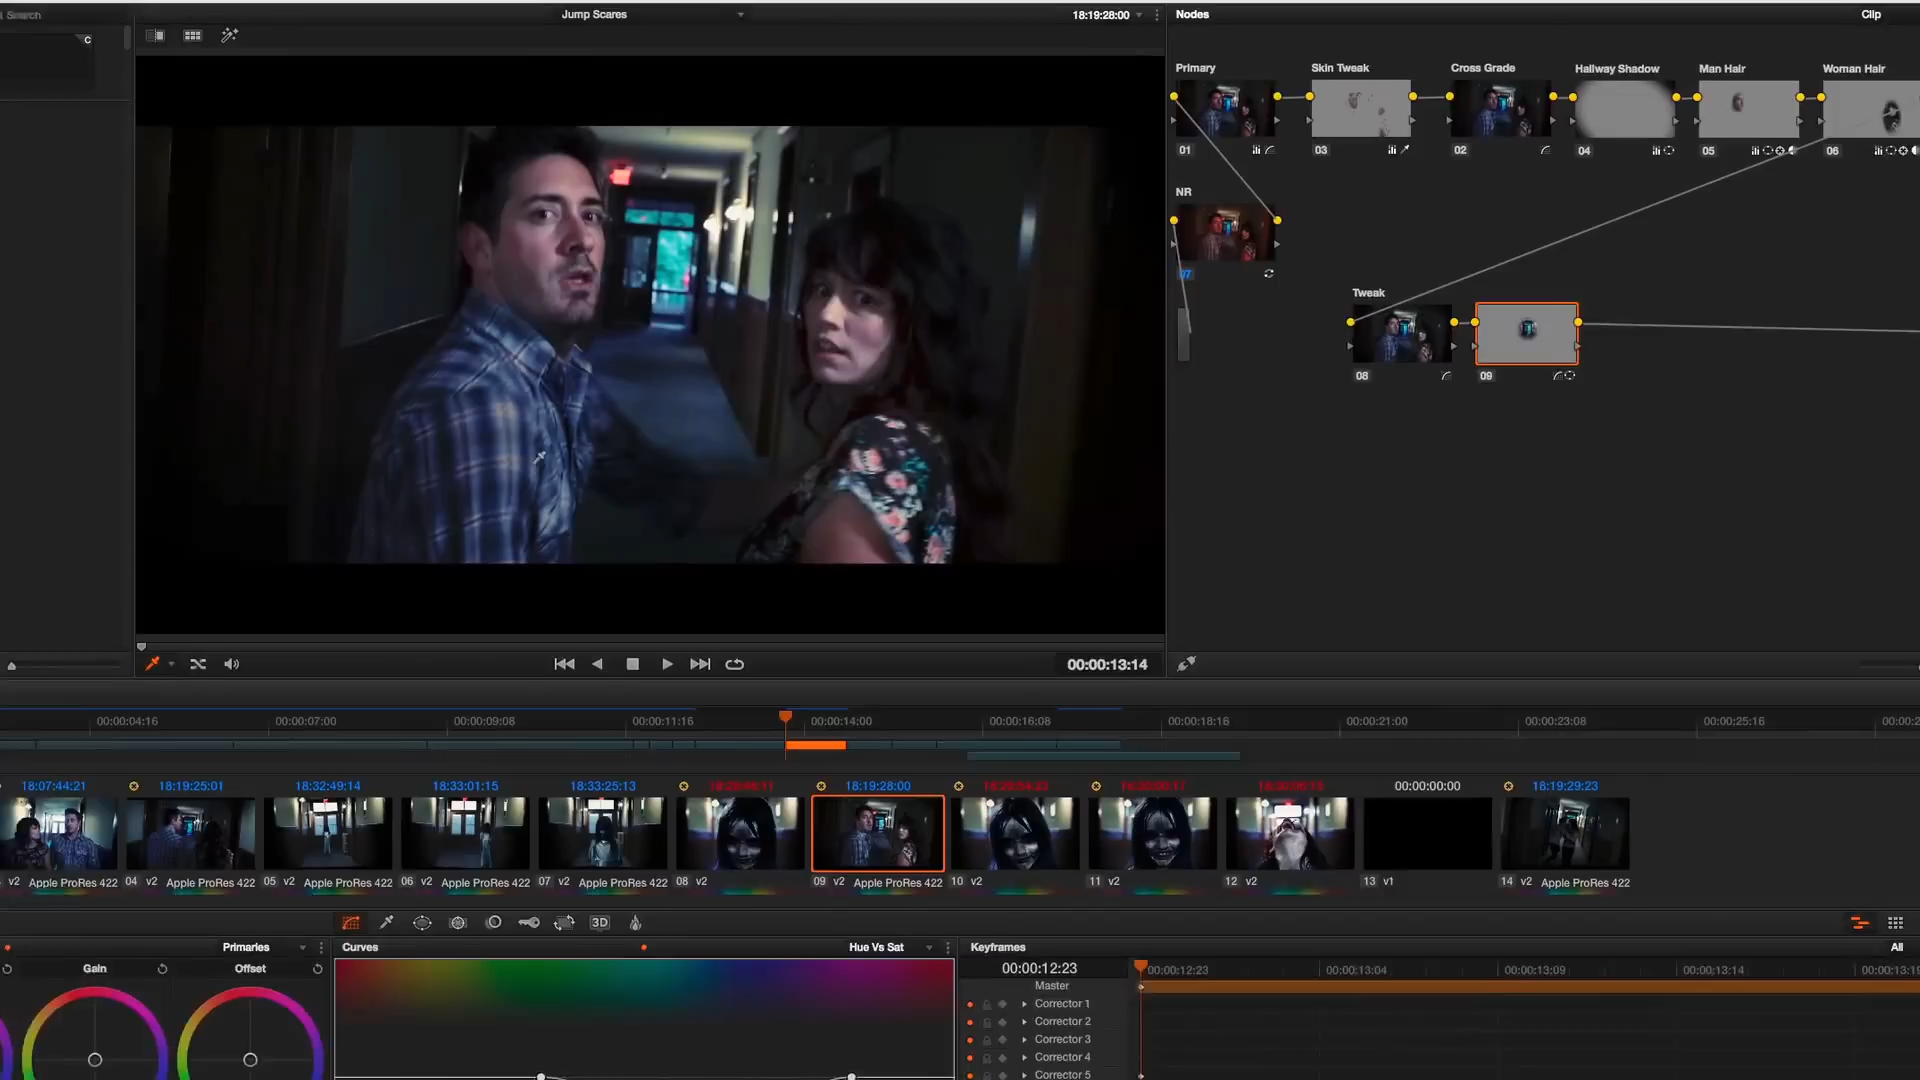 Search
Jump Scares
18:19:28:00
Nodes
Clip
C
Primary
Skin Tweak
Cross Grade
Hallway Shadow
Man Hair
Woman Hair
01
03
02
04
05
06
NR
07
Tweak
08
09
00:00:13:14
00:00:04:16
00:00:07:00
00:00:09:08
00:00:11:16
00:00:14:00
00:00:16:08
00:00:18:16
00:00:21:00
00:00:23:08
00:00:25:16
18:07:44:21
18:19:25:01
18:32:49:14
18:33:01:15
18:33:25:13
18:19:28:00
00:00:00:00
18:19:29:23
v2 Apple ProRes 422
04 v2 Apple ProRes 422
05 v2 Apple ProRes 422
06 v2 Apple ProRes 422
07 v2 Apple ProRes 422
08 v2
09 v2 Apple ProRes 422
10 v2
11 v2
12 v2
13 v1
14 v2 Apple ProRes 422
3D
Primaries
Curves
Hue Vs Sat
Keyframes
All
Gain
Offset
00:00:12:23
00:00:12:23
00:00:13:04
00:00:13:09
00:00:13:14
00:00:13:19
Master
Corrector 1
Corrector 2
Corrector 3
Corrector 4
Corrector 5